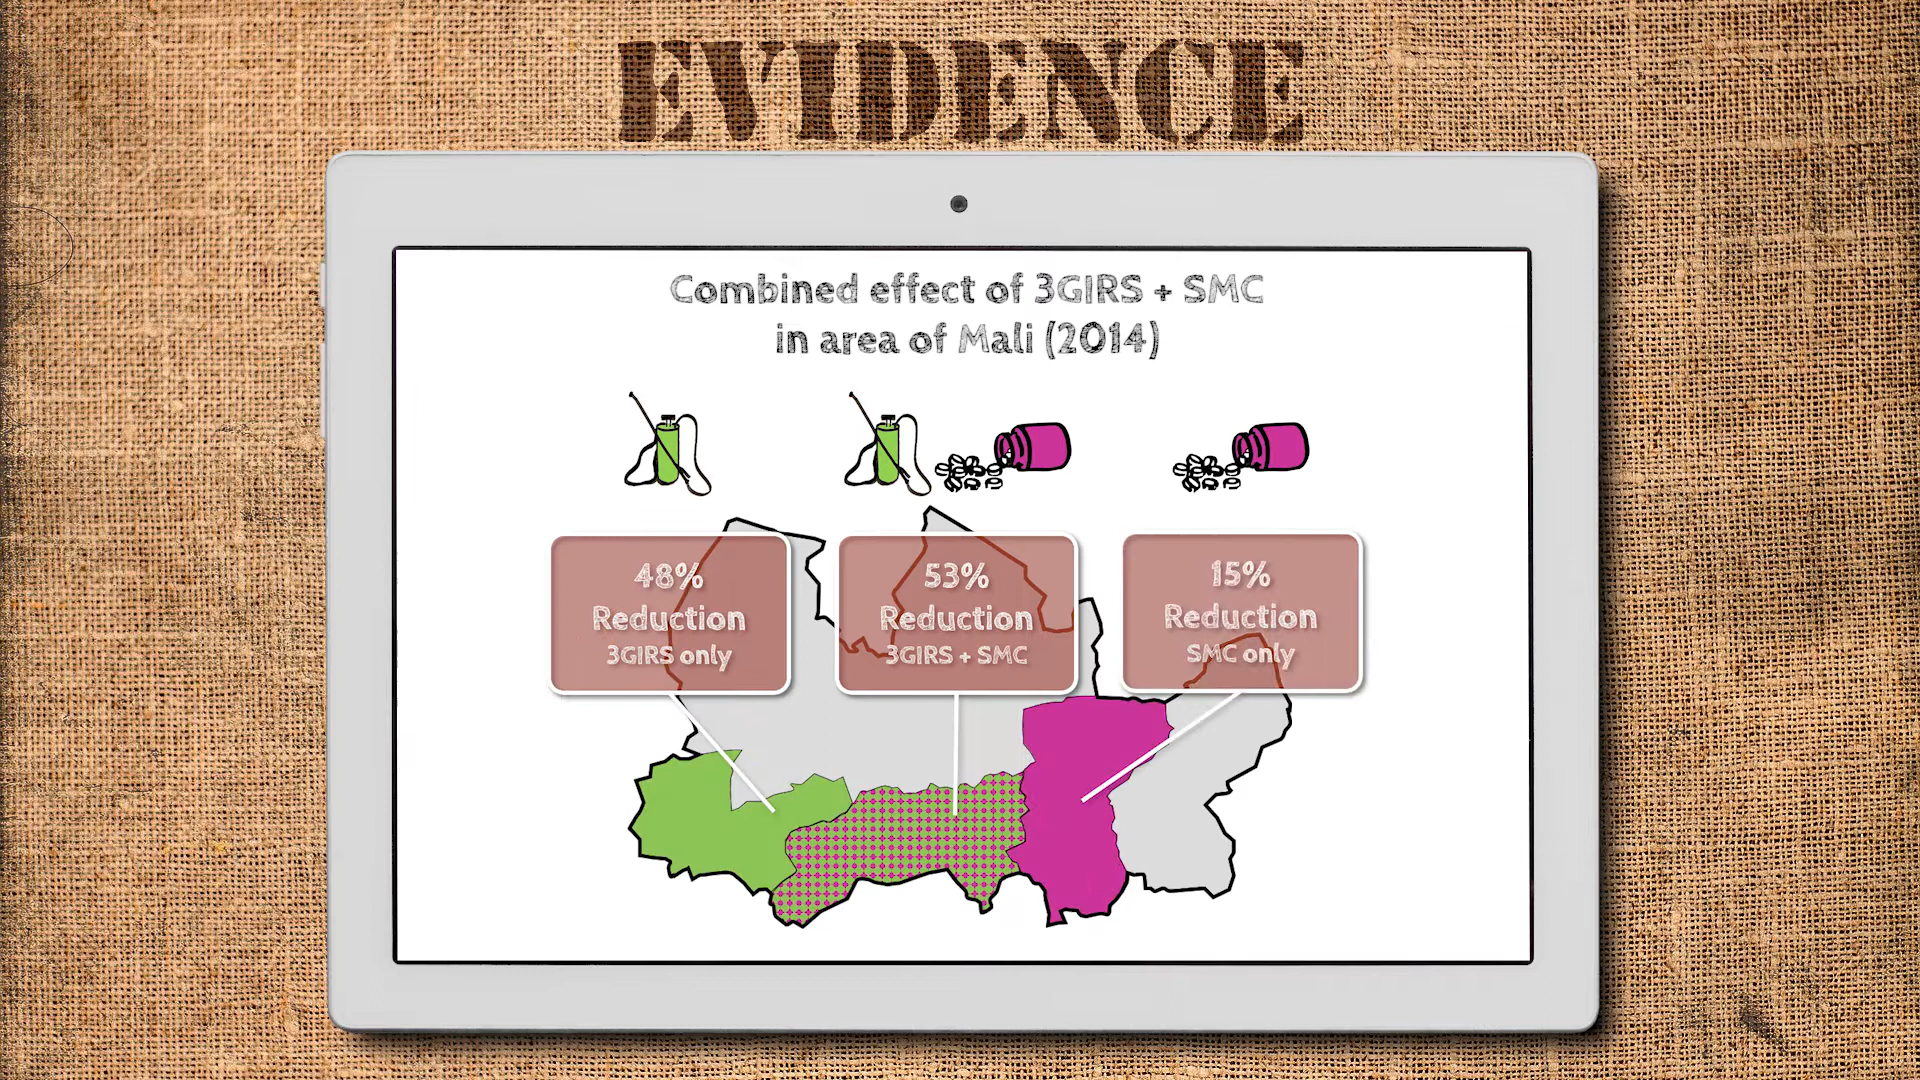 EVIDENCE
Combined effect of 3GIRS + SMC
in area of Mali (2014)
48%
Reduction
3GIRS only
53%
Reduction
3GIRS + SMC
15%
Reduction
SMC only